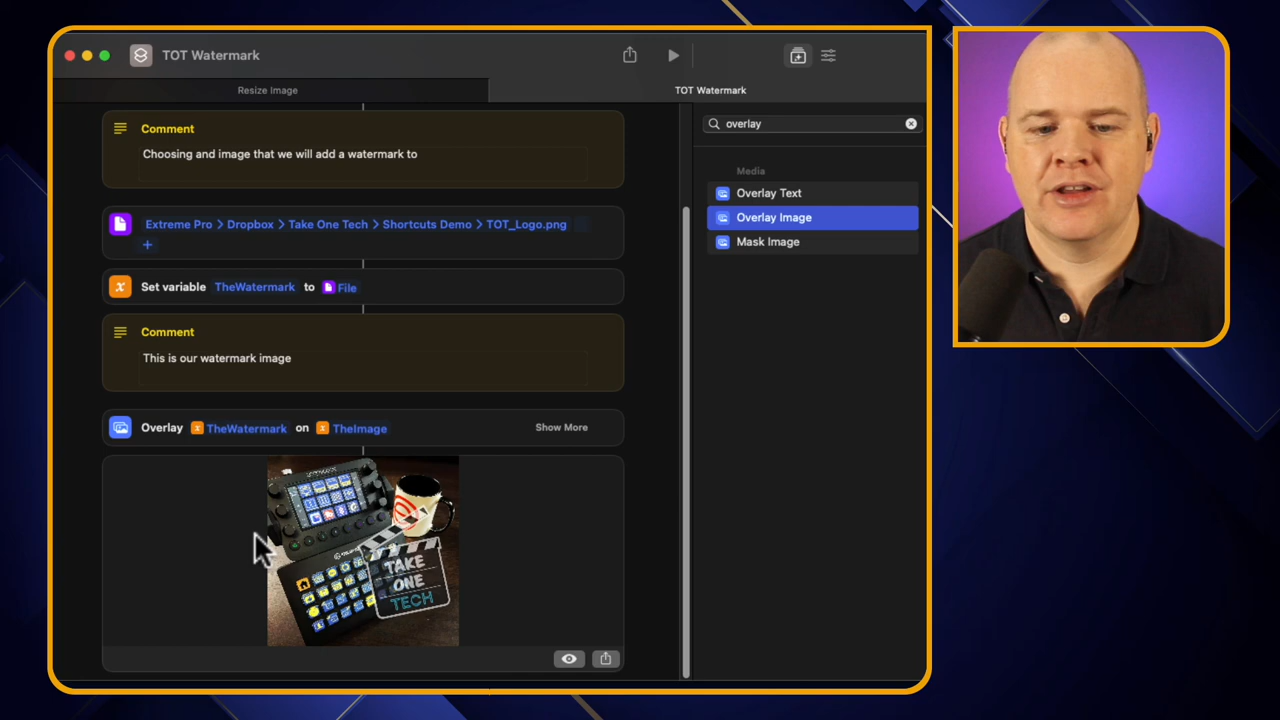 TOT Watermark
Resize Image
TOT Watermark
Comment
Choosing and image that we will add a watermark to
Extreme Pro > Dropbox > Take One Tech > Shortcuts Demo > TOT_Logo.png
+
Set variable TheWatermark to File
Comment
This is our watermark image
Overlay TheWatermark on TheImage Show More
TAKE
ONE
TECH
overlay
Media
Overlay Text
Overlay Image
Mask Image